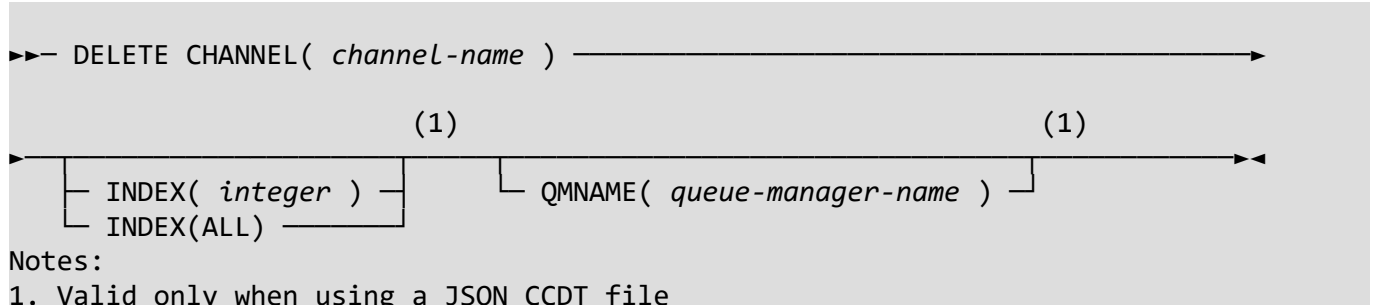 ►►─ DELETE CHANNEL( channel-name ) ─►
(1) (1)
►─ ─►◄
├─ INDEX( integer ) ─┤ └─ QMNAME( queue-manager-name ) ─┘
└─ INDEX(ALL) ─┘
Notes:
1. Valid only when using a JSON CCDT file